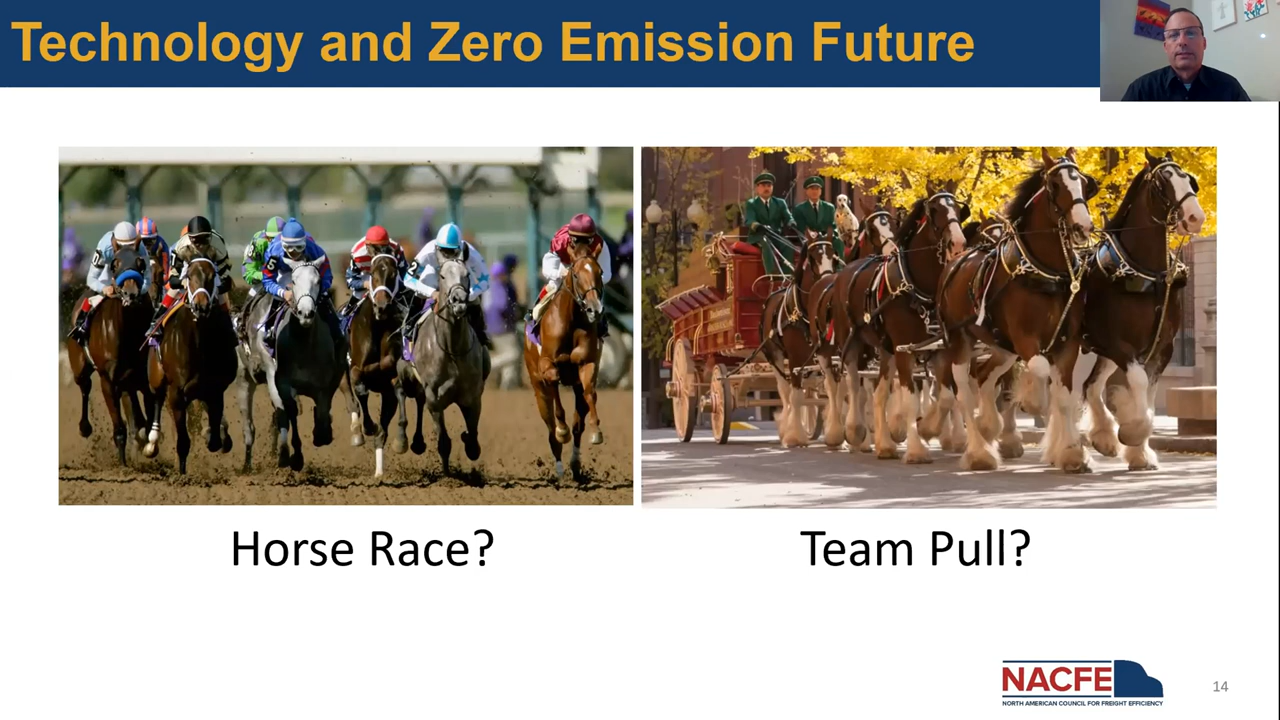 Technology and Zero Emission Future
Horse Race?
Team Pull?
NACFE
NORTH AMERICAN COUNCIL FOR FREIGHT EFFICIENCY
14